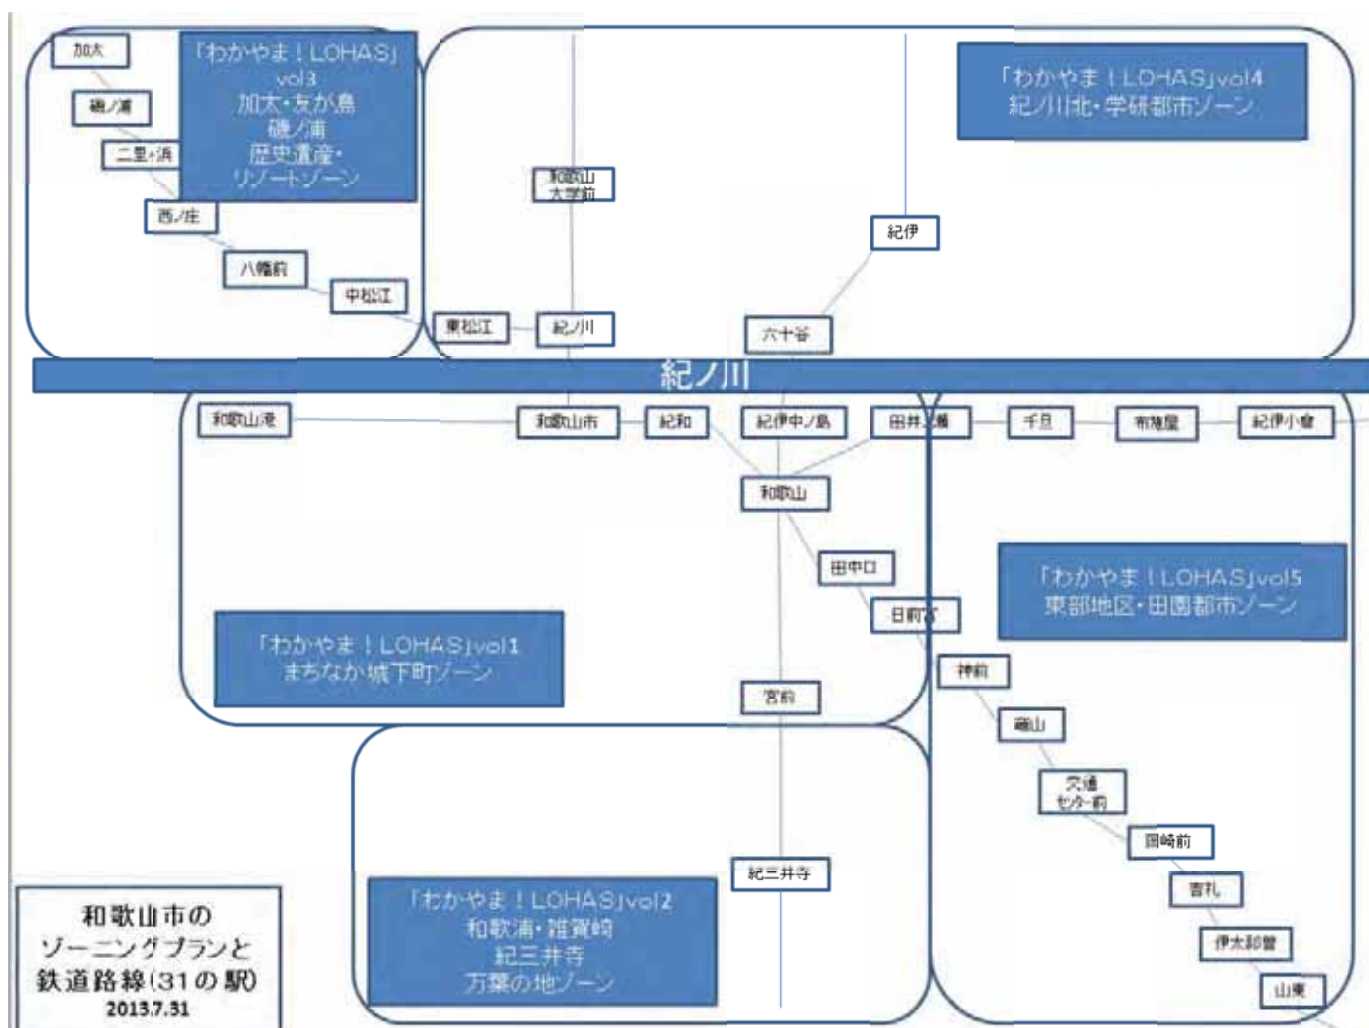 加太
磯ノ浦
二里ヶ浜
西ノ庄
八幡前
中松江
「わかやま！LOHAS」
vol3
加太・友が島
磯ノ浦
歴史遺産・
リゾートゾーン
和歌山
大学前
紀伊
「わかやま！LOHAS」vol4
紀ノ川北・学研都市ゾーン
東松江
紀ノ川
六十谷
紀ノ川
和歌山港
和歌山市
紀和
紀伊中ノ島
田井ノ瀬
千旦
布施屋
紀伊小倉
和歌山
田中口
日前宮
「わかやま！LOHAS」vol5
東部地区・田園都市ゾーン
「わかやま！LOHAS」vol1
まちなか城下町ゾーン
宮前
神前
竈山
交通
センター前
岡崎前
吉礼
伊太祁曽
山東
紀三井寺
「わかやま！LOHAS」vol2
和歌浦・雑賀崎
紀三井寺
万葉の地ゾーン
和歌山市の
ゾーニングプランと
鉄道路線(31の駅)
2013.7.31